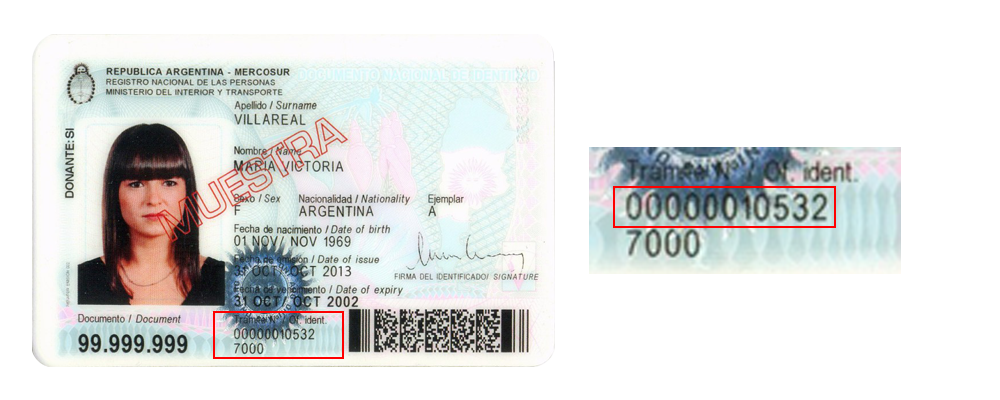 REPUBLICA ARGENTINA - MERCOSUR
REGISTRO NACIONAL DE LAS PERSONAS
MINISTERIO DEL INTERIOR Y TRANSPORTE
DOCUMENTO NACIONAL DE IDENTIDAD
Apellido / Surname
VILLAREAL
Nombre / Name
MARIA VICTORIA
MUESTRA
Sexo / Sex Nacionalidad / Nationality Ejemplar
F ARGENTINA A
Fecha de nacimiento / Date of birth
01 NOV/ NOV 1969
Fecha de emisión / Date of issue
31 OCT/ OCT 2013
FIRMA DEL IDENTIFICADO/ SIGNATURE
Fecha de vencimiento / Date of expiry
31 OCT/ OCT 2002
DONANTE: SI
Documento / Document
99.999.999
Tramite N° / Of. ident.
00000010532
7000
Tramite N° / Of. ident.
00000010532
7000